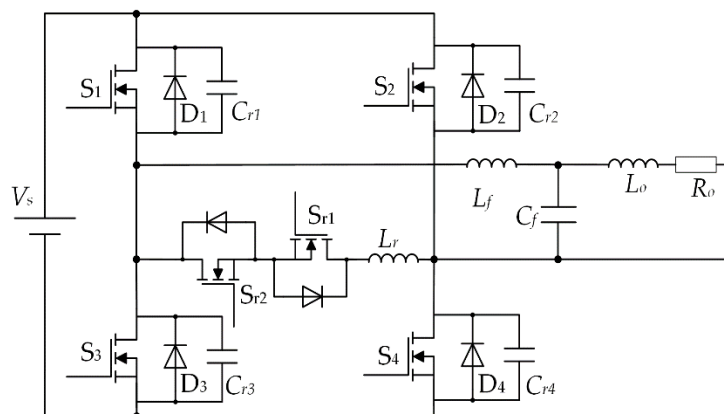 S1
D1
Cr1
S2
D2
Cr2
Vs
Lf
Cf
Lo
Ro
Sr1
Lr
Sr2
S3
D3
Cr3
S4
D4
Cr4